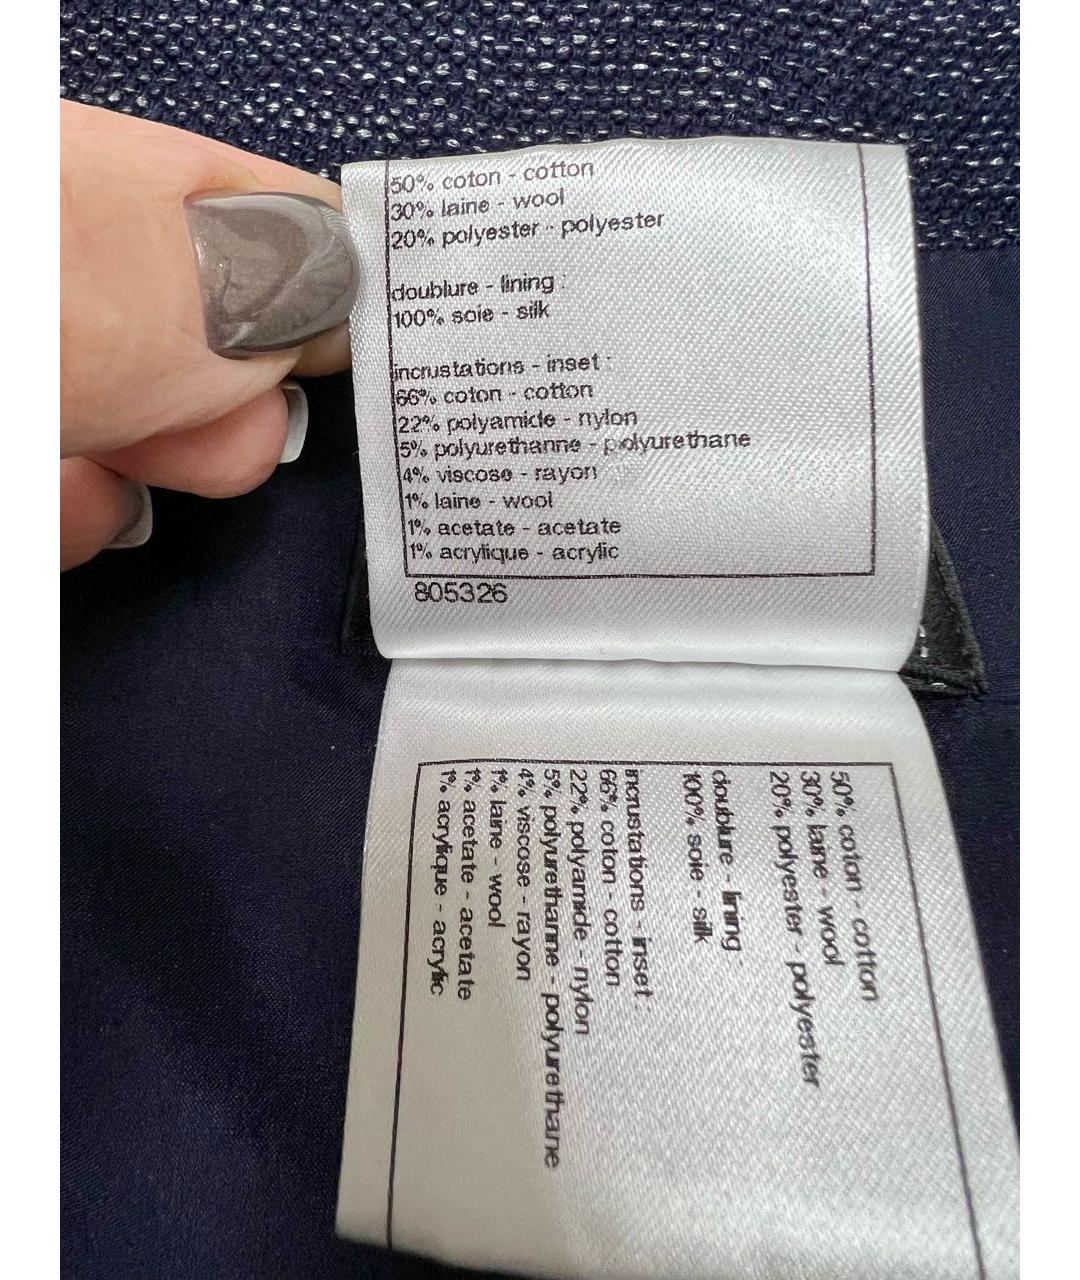 50% coton - cotton
30% laine - wool
20% polyester - polyester
doublure - lining :
100% soie - silk
incrustations - inset :
66% coton - cotton
22% polyamide - nylon
5% polyurethanne - polyurethane
4% viscose - rayon
1% laine - wool
1% acetate - acetate
1% acrylique - acrylic
805326
50% coton - cotton
30% laine - wool
20% polyester - polyester
doublure - lining
100% soie - silk
incrustations - inset :
66% coton - cotton
22% polyamide - nylon
5% polyurethanne - polyurethane
4% viscose - rayon
1% laine - wool
1% acetate - acetate
1% acrylique - acrylic